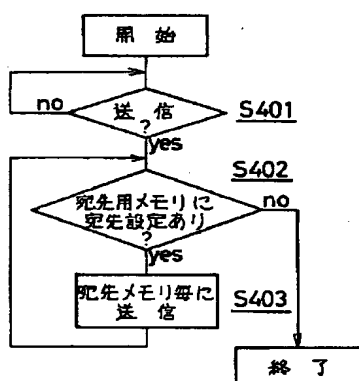 開始
no
送信
?
S401
yes
S402
宛先用メモリに
宛先設定あり
?
no
yes
宛先メモリ毎に
送信
S403
終了